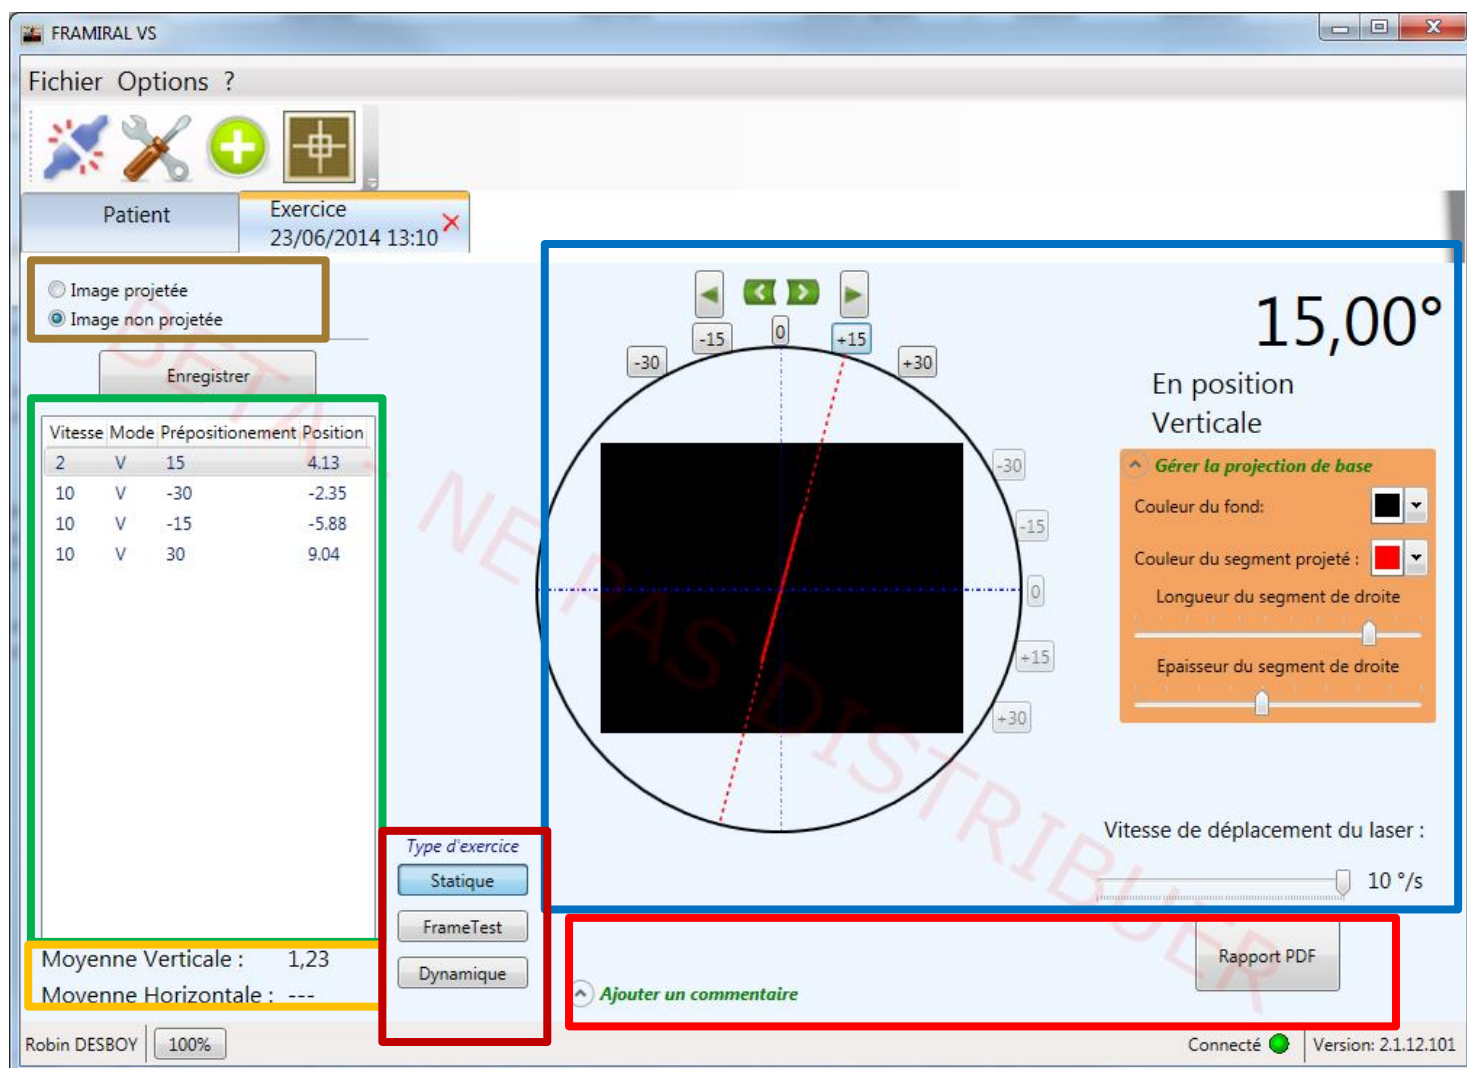 FRAMIRAL VS
Fichier Options ?
Patient
Exercice
23/06/2014 13:10
Image projetée
Image non projetée
Enregistrer
Vitesse Mode Prépositionement Position
2 V 15 4.13
10 V -30 -2.35
10 V -15 -5.88
10 V 30 9.04
Moyenne Verticale : 1,23
Moyenne Horizontale : ---
Type d'exercice
Statique
FrameTest
Dynamique
-30
-15
0
+15
+30
-30
-15
0
+15
+30
15,00°
En position
Verticale
Gérer la projection de base
Couleur du fond:
Couleur du segment projeté :
Longueur du segment de droite
Epaisseur du segment de droite
Vitesse de déplacement du laser :
10 °/s
Ajouter un commentaire
Rapport PDF
BETA - NE PAS DISTRIBUER
Robin DESBOY
100%
Connecté
Version: 2.1.12.101